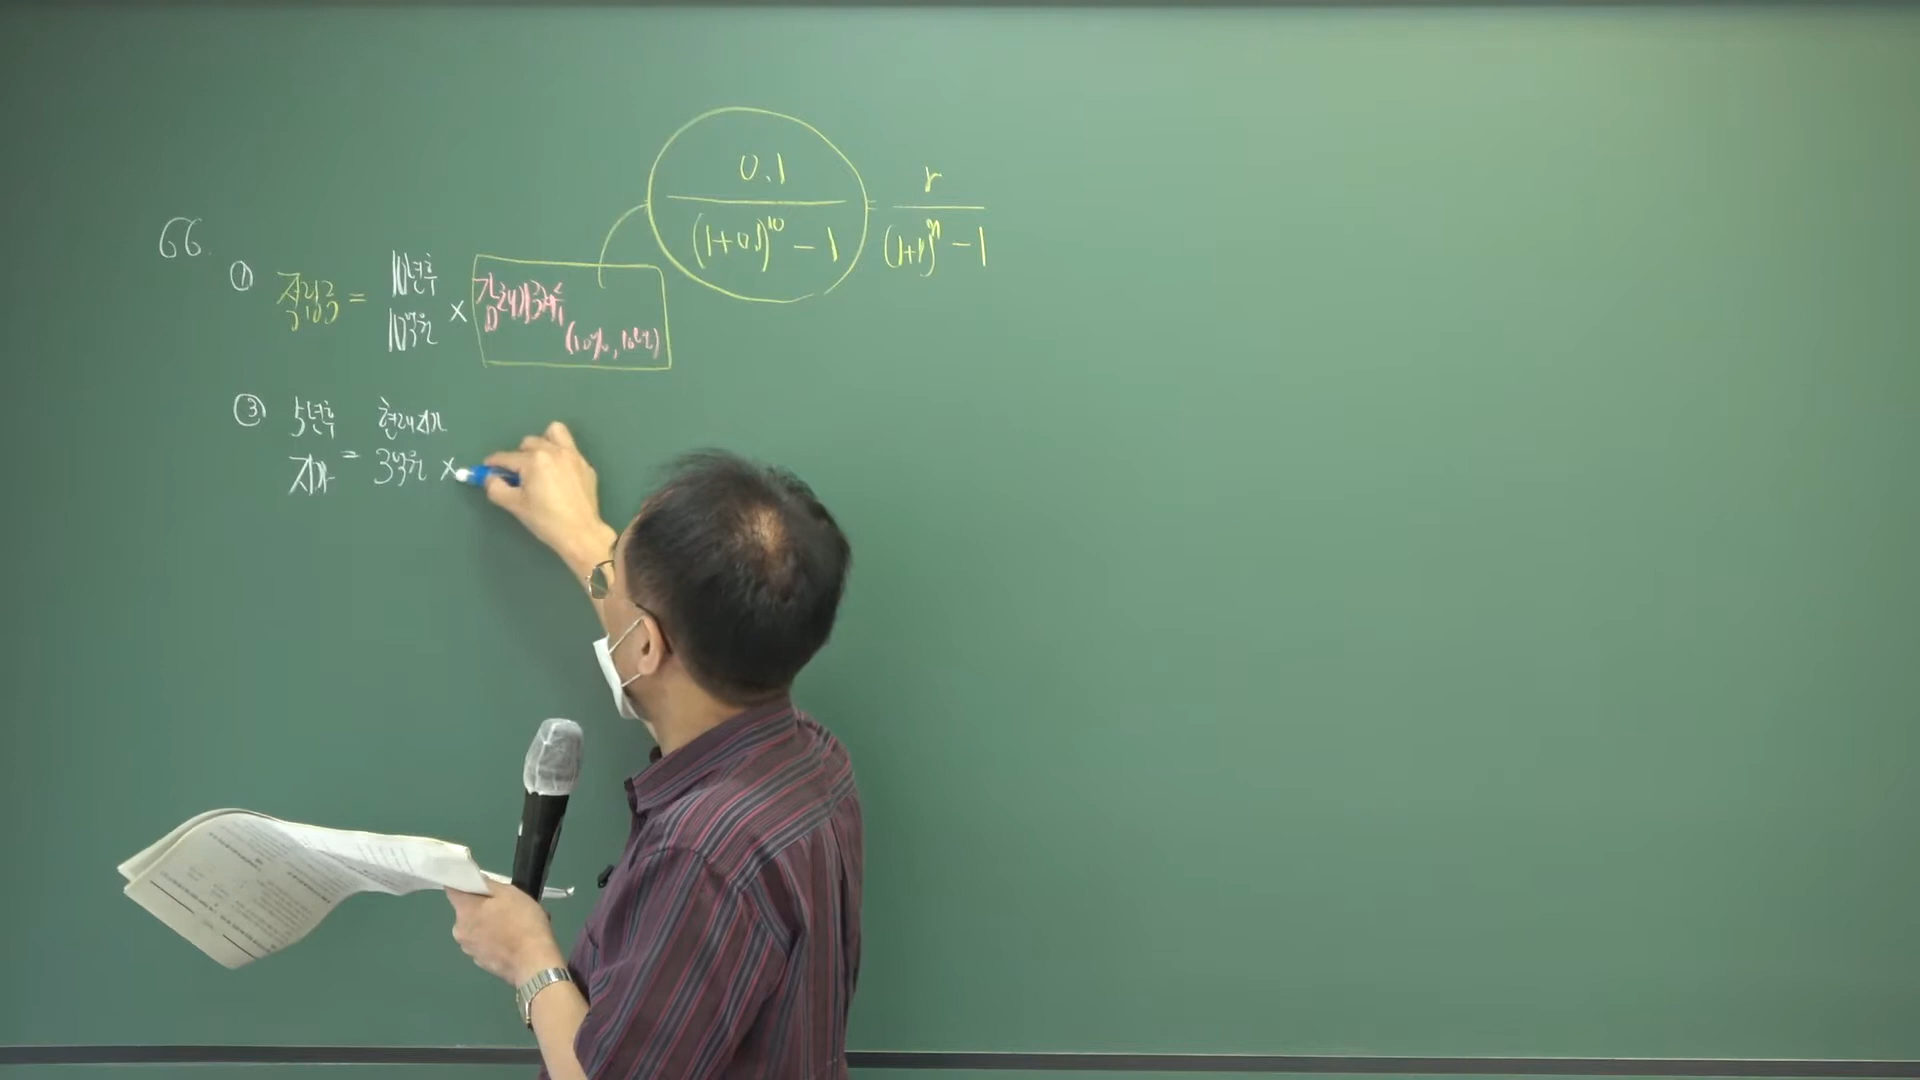 66.
① 적립금 = 10년후 10억원 × 감채기금계수 (10%, 10년)
0.1 / (1+0.1)^10 - 1 = r / (1+r)^n - 1
③ 5년후 지가 = 현재지가 3억원 ×